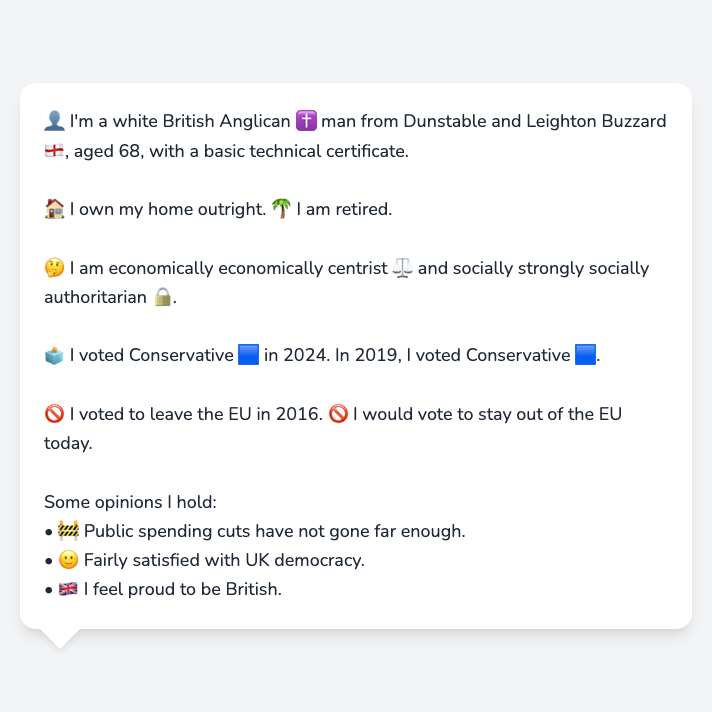 👤 I'm a white British Anglican ✝️ man from Dunstable and Leighton Buzzard
🏴󠁧󠁢󠁥󠁮󠁧󠁿, aged 68, with a basic technical certificate.
🏠 I own my home outright. 🌴 I am retired.
🤔 I am economically economically centrist ⚖️ and socially strongly socially
authoritarian 🔒.
🗳️ I voted Conservative 🟦 in 2024. In 2019, I voted Conservative 🟦.
🚫 I voted to leave the EU in 2016. 🚫 I would vote to stay out of the EU
today.
Some opinions I hold:
• 🚧 Public spending cuts have not gone far enough.
• 🙂 Fairly satisfied with UK democracy.
• 🇬🇧 I feel proud to be British.